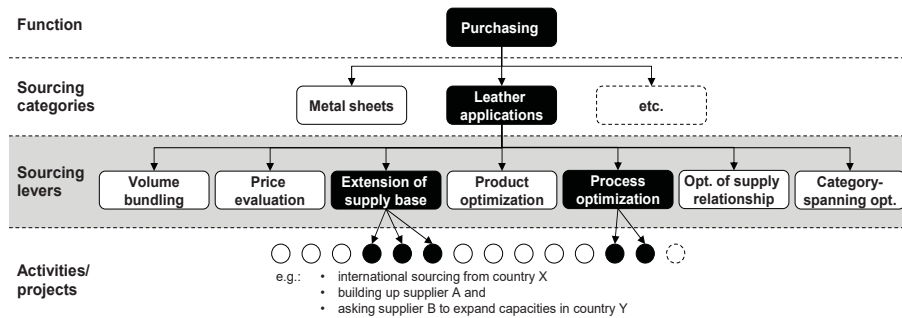 Function
Purchasing
Sourcing
categories
Metal sheets
Leather
applications
etc.
Sourcing
levers
Volume
bundling
Price
evaluation
Extension of
supply base
Product
optimization
Process
optimization
Opt. of supply
relationship
Category-
spanning opt.
Activities/
projects
e.g.: • international sourcing from country X
• building up supplier A and
• asking supplier B to expand capacities in country Y